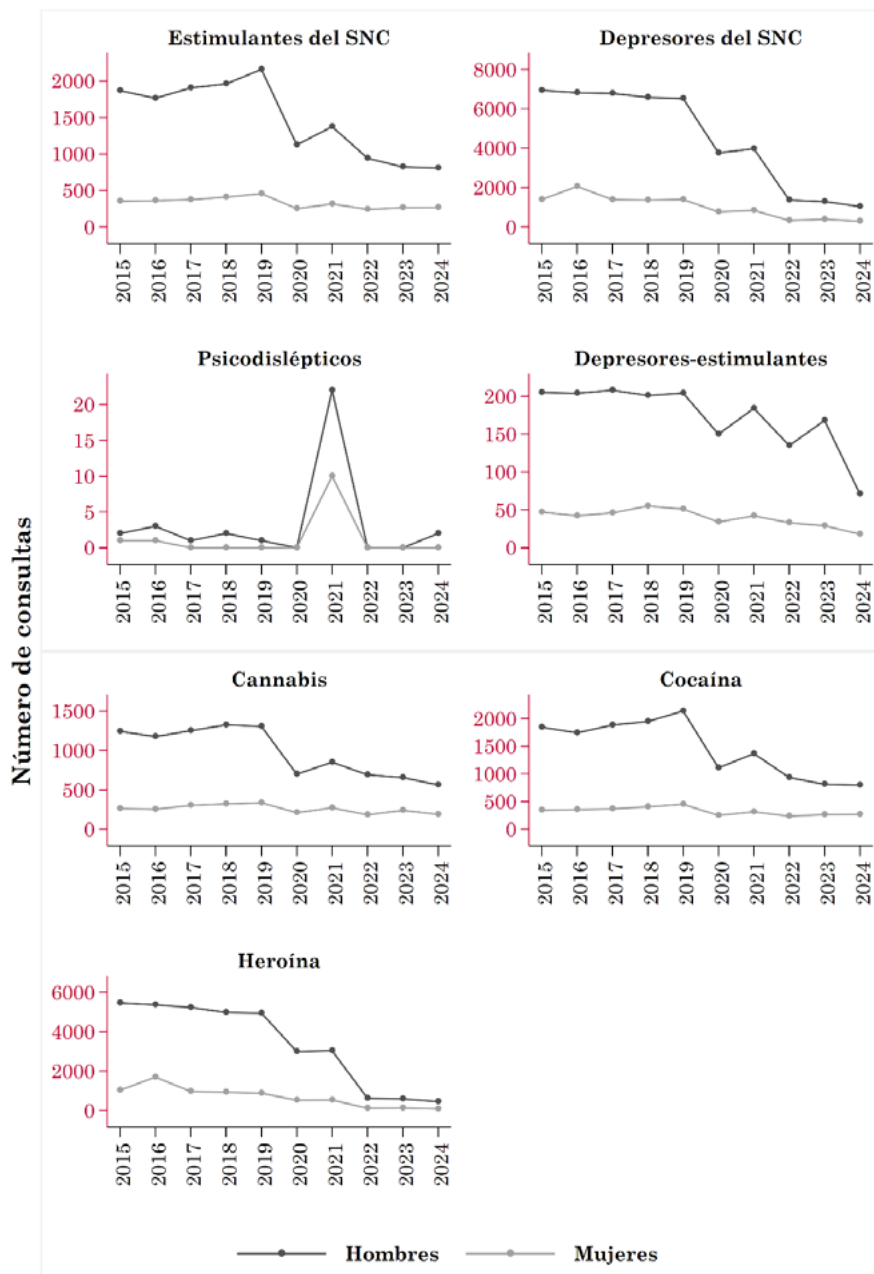 Número de consultas
Estimulantes del SNC
2000
1500
1000
500
0
2015 2016 2017 2018 2019 2020 2021 2022 2023 2024
Depresores del SNC
8000
6000
4000
2000
0
2015 2016 2017 2018 2019 2020 2021 2022 2023 2024
Psicodislépticos
20
15
10
5
0
2015 2016 2017 2018 2019 2020 2021 2022 2023 2024
Depresores-estimulantes
200
150
100
50
0
2015 2016 2017 2018 2019 2020 2021 2022 2023 2024
Cannabis
1500
1000
500
0
2015 2016 2017 2018 2019 2020 2021 2022 2023 2024
Cocaína
2000
1500
1000
500
0
2015 2016 2017 2018 2019 2020 2021 2022 2023 2024
Heroína
6000
4000
2000
0
2015 2016 2017 2018 2019 2020 2021 2022 2023 2024
Hombres Mujeres